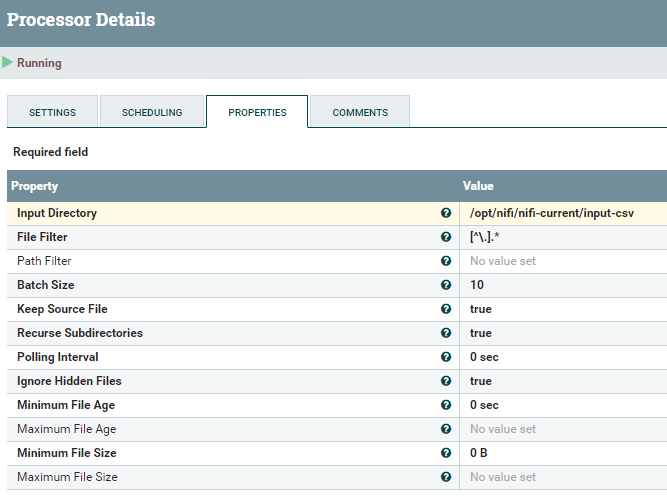 Processor Details
Running
SETTINGS SCHEDULING PROPERTIES COMMENTS
Required field
Property Value
Input Directory /opt/nifi/nifi-current/input-csv
File Filter [^\.].*
Path Filter No value set
Batch Size 10
Keep Source File true
Recurse Subdirectories true
Polling Interval 0 sec
Ignore Hidden Files true
Minimum File Age 0 sec
Maximum File Age No value set
Minimum File Size 0 B
Maximum File Size No value set